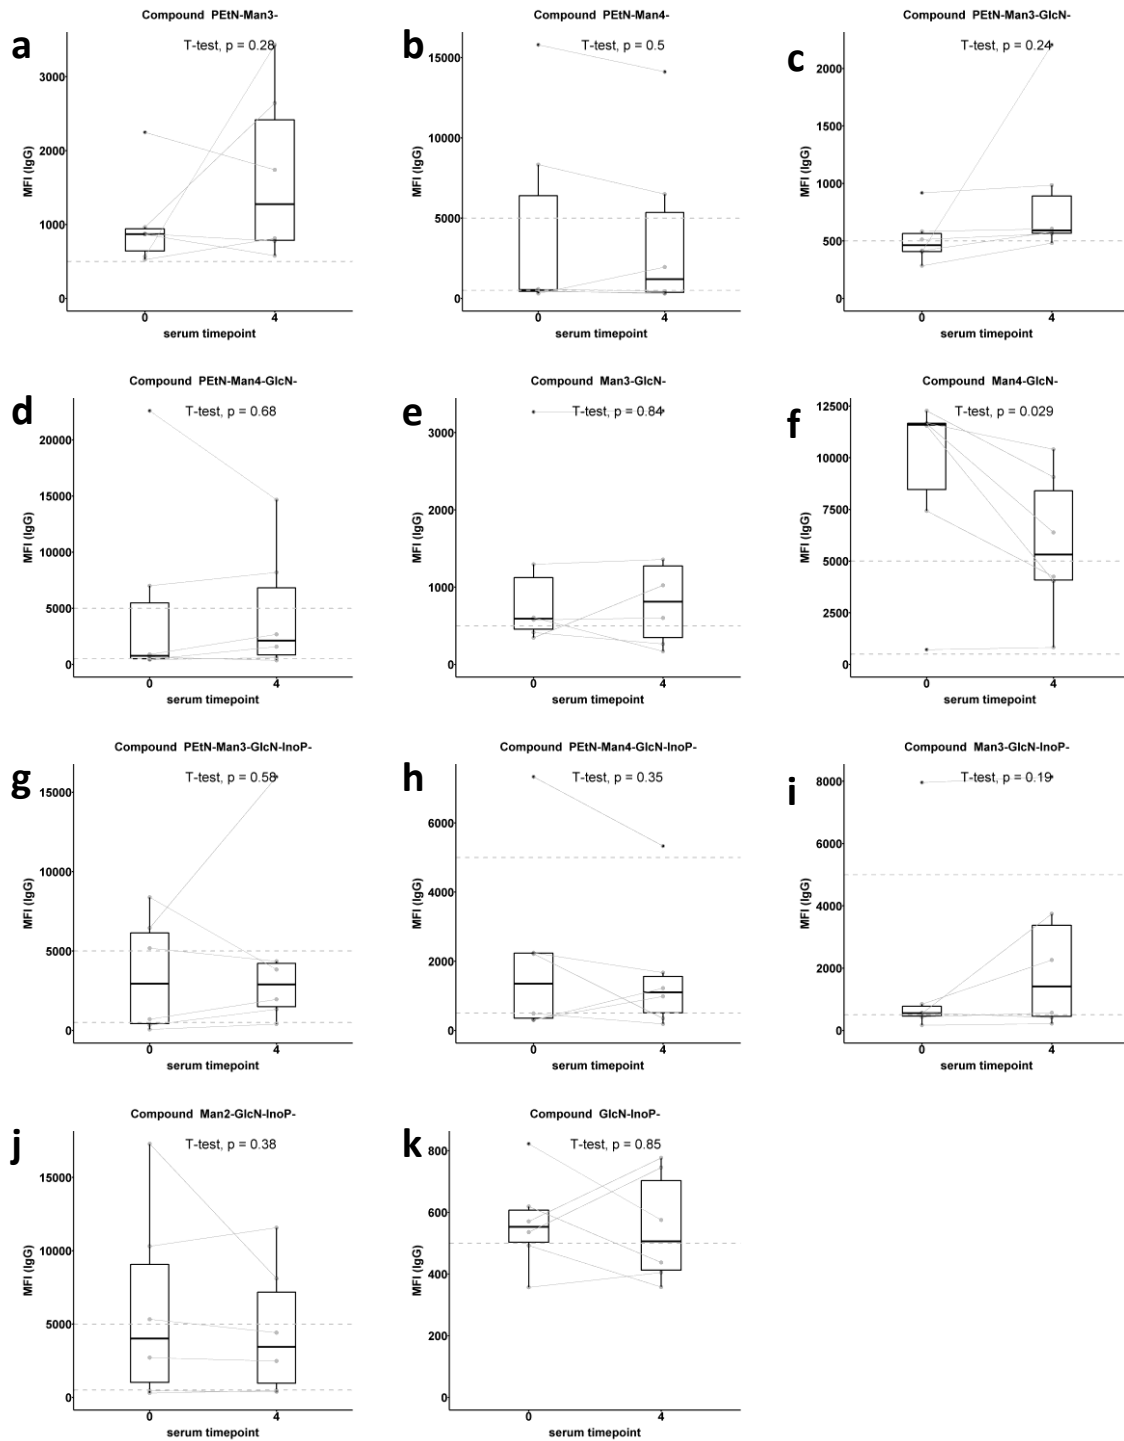 Compound PEtN-Man3-
a
T-test, p = 0.28
3000
2000
1000
0
MFI (IgG)
0 4
serum timepoint
Compound PEtN-Man4-
b
T-test, p = 0.5
15000
10000
5000
0
MFI (IgG)
0 4
serum timepoint
Compound PEtN-Man3-GlcN-
c
T-test, p = 0.24
2000
1500
1000
500
0
MFI (IgG)
0 4
serum timepoint
Compound PEtN-Man4-GlcN-
d
T-test, p = 0.68
20000
15000
10000
5000
0
MFI (IgG)
0 4
serum timepoint
Compound Man3-GlcN-
e
T-test, p = 0.84
3000
2000
1000
0
MFI (IgG)
0 4
serum timepoint
Compound Man4-GlcN-
f
T-test, p = 0.029
12500
10000
7500
5000
2500
0
MFI (IgG)
0 4
serum timepoint
Compound PEtN-Man3-GlcN-InoP-
g
T-test, p = 0.58
15000
10000
5000
0
MFI (IgG)
0 4
serum timepoint
Compound PEtN-Man4-GlcN-InoP-
h
T-test, p = 0.35
6000
4000
2000
0
MFI (IgG)
0 4
serum timepoint
Compound Man3-GlcN-InoP-
i
T-test, p = 0.19
8000
6000
4000
2000
0
MFI (IgG)
0 4
serum timepoint
Compound Man2-GlcN-InoP-
j
T-test, p = 0.38
15000
10000
5000
0
MFI (IgG)
0 4
serum timepoint
Compound GlcN-InoP-
k
T-test, p = 0.85
800
600
400
200
0
MFI (IgG)
0 4
serum timepoint